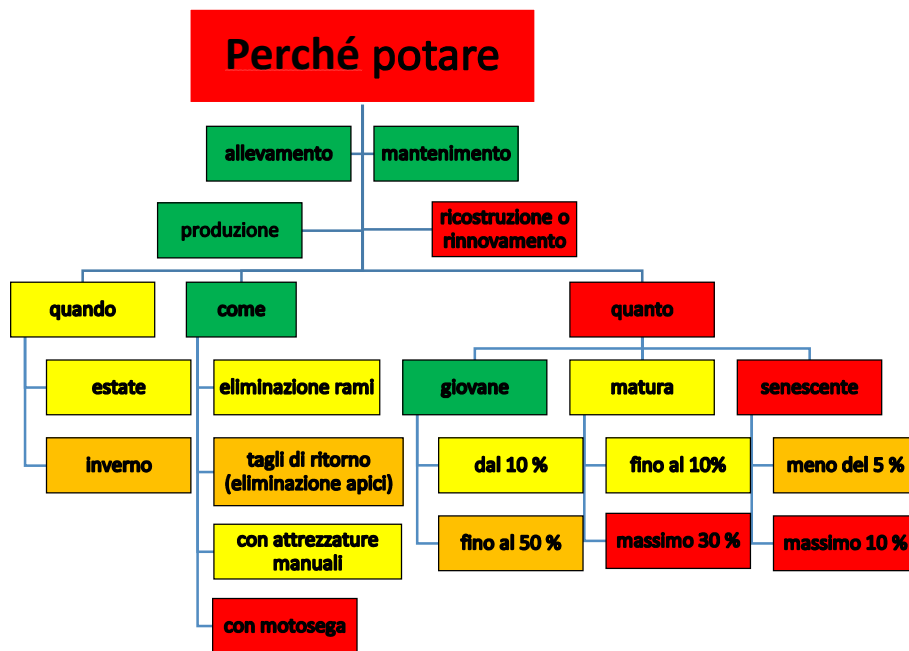 Perché potare
allevamento
mantenimento
produzione
ricostruzione o
rinnovamento
quando
come
quanto
estate
eliminazione rami
giovane
matura
senescente
inverno
tagli di ritorno
(eliminazione apici)
dal 10 %
fino al 10%
meno del 5 %
con attrezzature
manuali
fino al 50 %
massimo 30 %
massimo 10 %
con motosega